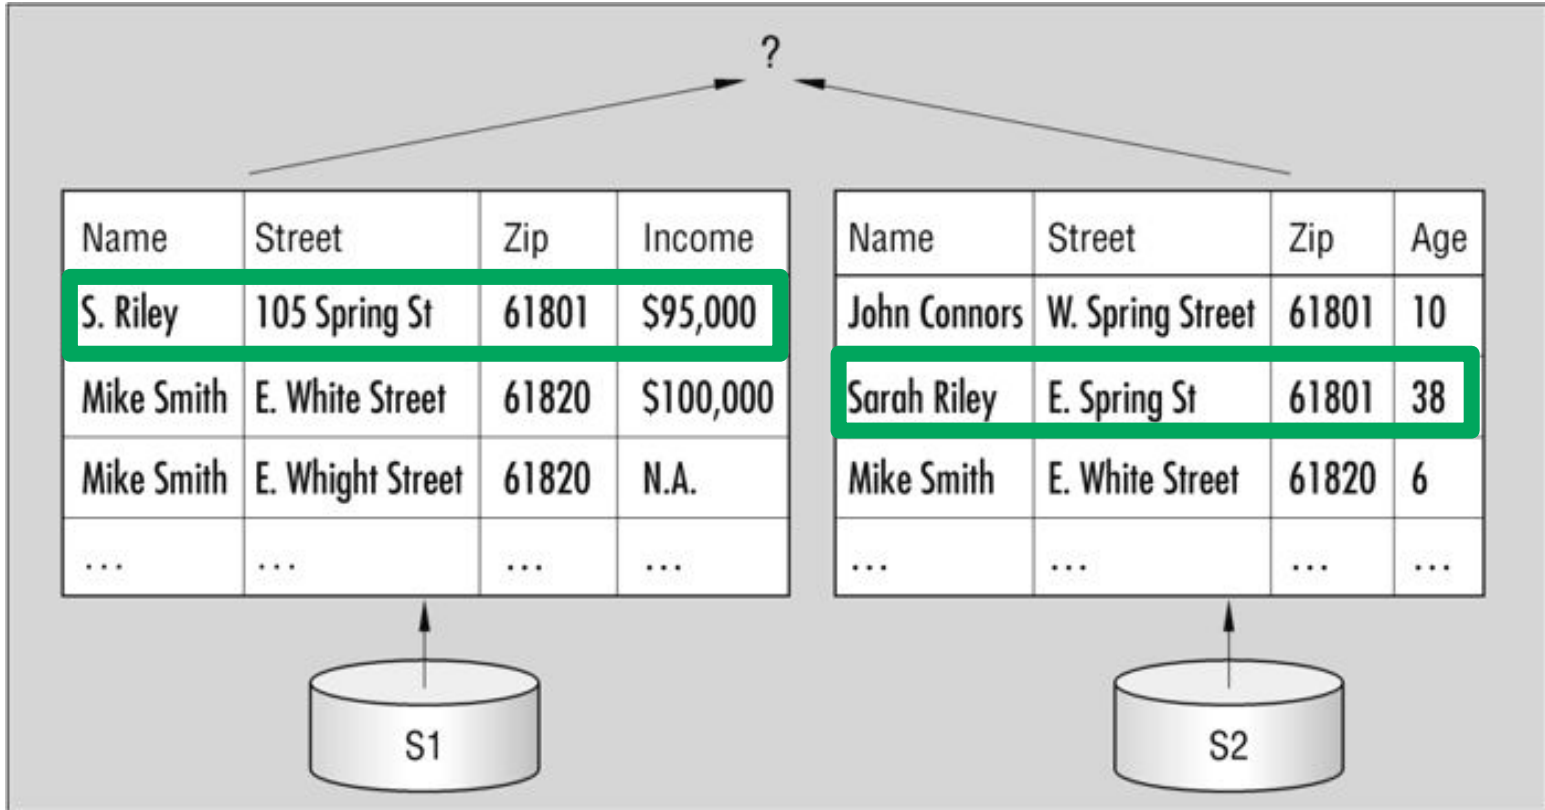 ?
Name Street Zip Income
S. Riley 105 Spring St 61801 $95,000
Mike Smith E. White Street 61820 $100,000
Mike Smith E. Whight Street 61820 N.A.
... ... ... ...
Name Street Zip Age
John Connors W. Spring Street 61801 10
Sarah Riley E. Spring St 61801 38
Mike Smith E. White Street 61820 6
... ... ... ...
S1
S2